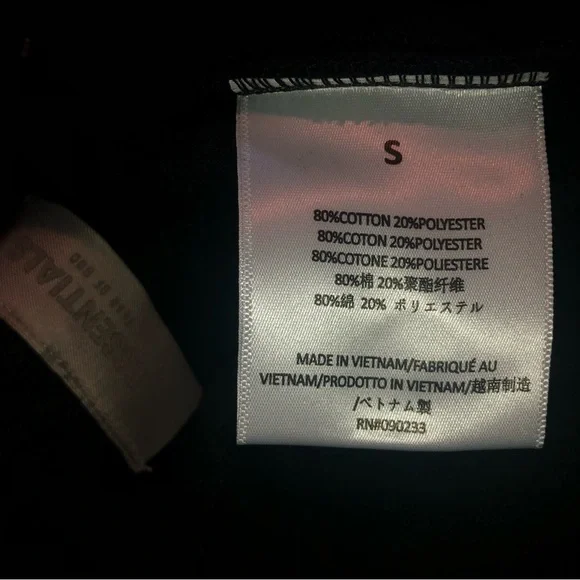 S
80%COTTON 20%POLYESTER
80%COTON 20%POLYESTER
80%COTONE 20%POLIESTERE
80%棉 20%聚酯纤维
80%綿 20% ポリエステル
MADE IN VIETNAM/FABRIQUÉ AU
VIETNAM/PRODOTTO IN VIETNAM/越南制造
/ベトナム製
RN#090233